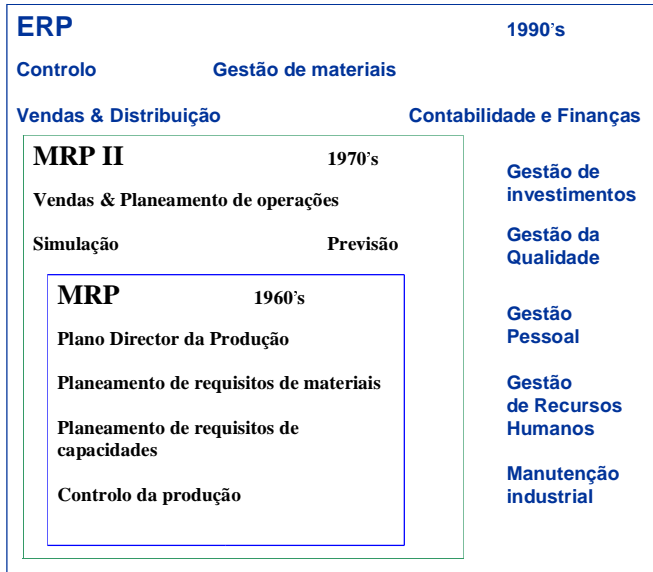 ERP 1990's
Controlo Gestão de materiais
Vendas & Distribuição Contabilidade e Finanças
MRP II 1970's
Vendas & Planeamento de operações
Simulação Previsão
MRP 1960's
Plano Director da Produção
Planeamento de requisitos de materiais
Planeamento de requisitos de
capacidades
Controlo da produção
Gestão de
investimentos
Gestão da
Qualidade
Gestão
Pessoal
Gestão
de Recursos
Humanos
Manutenção
industrial